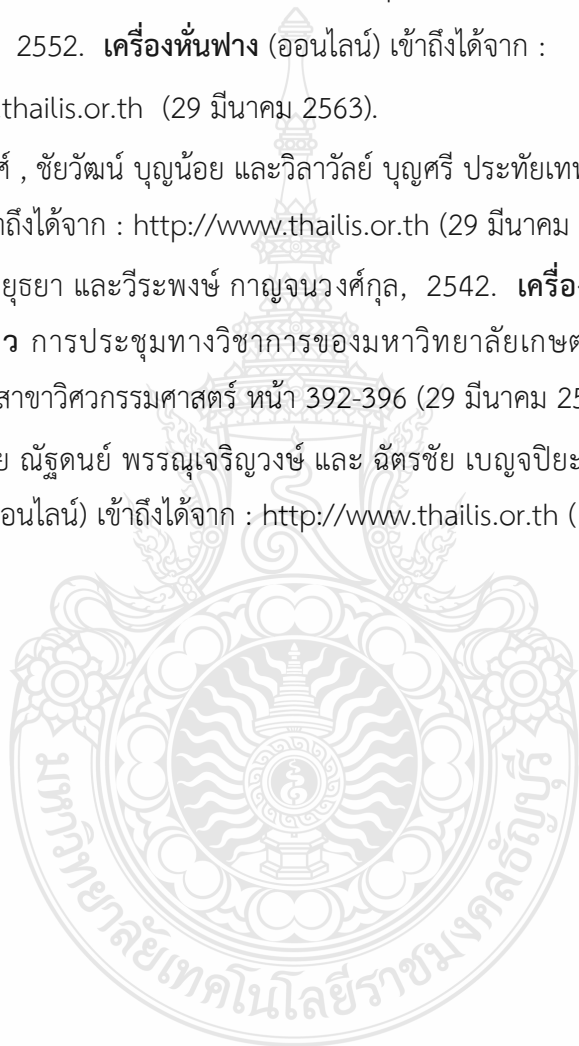 2552. เครื่องหั่นฟาง (ออนไลน์) เข้าถึงได้จาก :
thailis.or.th (29 มีนาคม 2563).
, ชัยวัฒน์ บุญน้อย และวิลาวัลย์ บุญศรี ประทัยเทพ
ถึงได้จาก : http://www.thailis.or.th (29 มีนาคม
ยุธยา และวีระพงษ์ กาญจนวงศ์กุล, 2542. เครื่อง
ว การประชุมทางวิชาการของมหาวิทยาลัยเกษต
สาขาวิศวกรรมศาสตร์ หน้า 392-396 (29 มีนาคม 25
ย ณัฐดนย์ พรรณุเจริญวงษ์ และ ฉัตรชัย เบญจปิยะ
อนไลน์) เข้าถึงได้จาก : http://www.thailis.or.th (
มหาวิทยาลัยเทคโนโลยีราชมงคลธัญบุรี